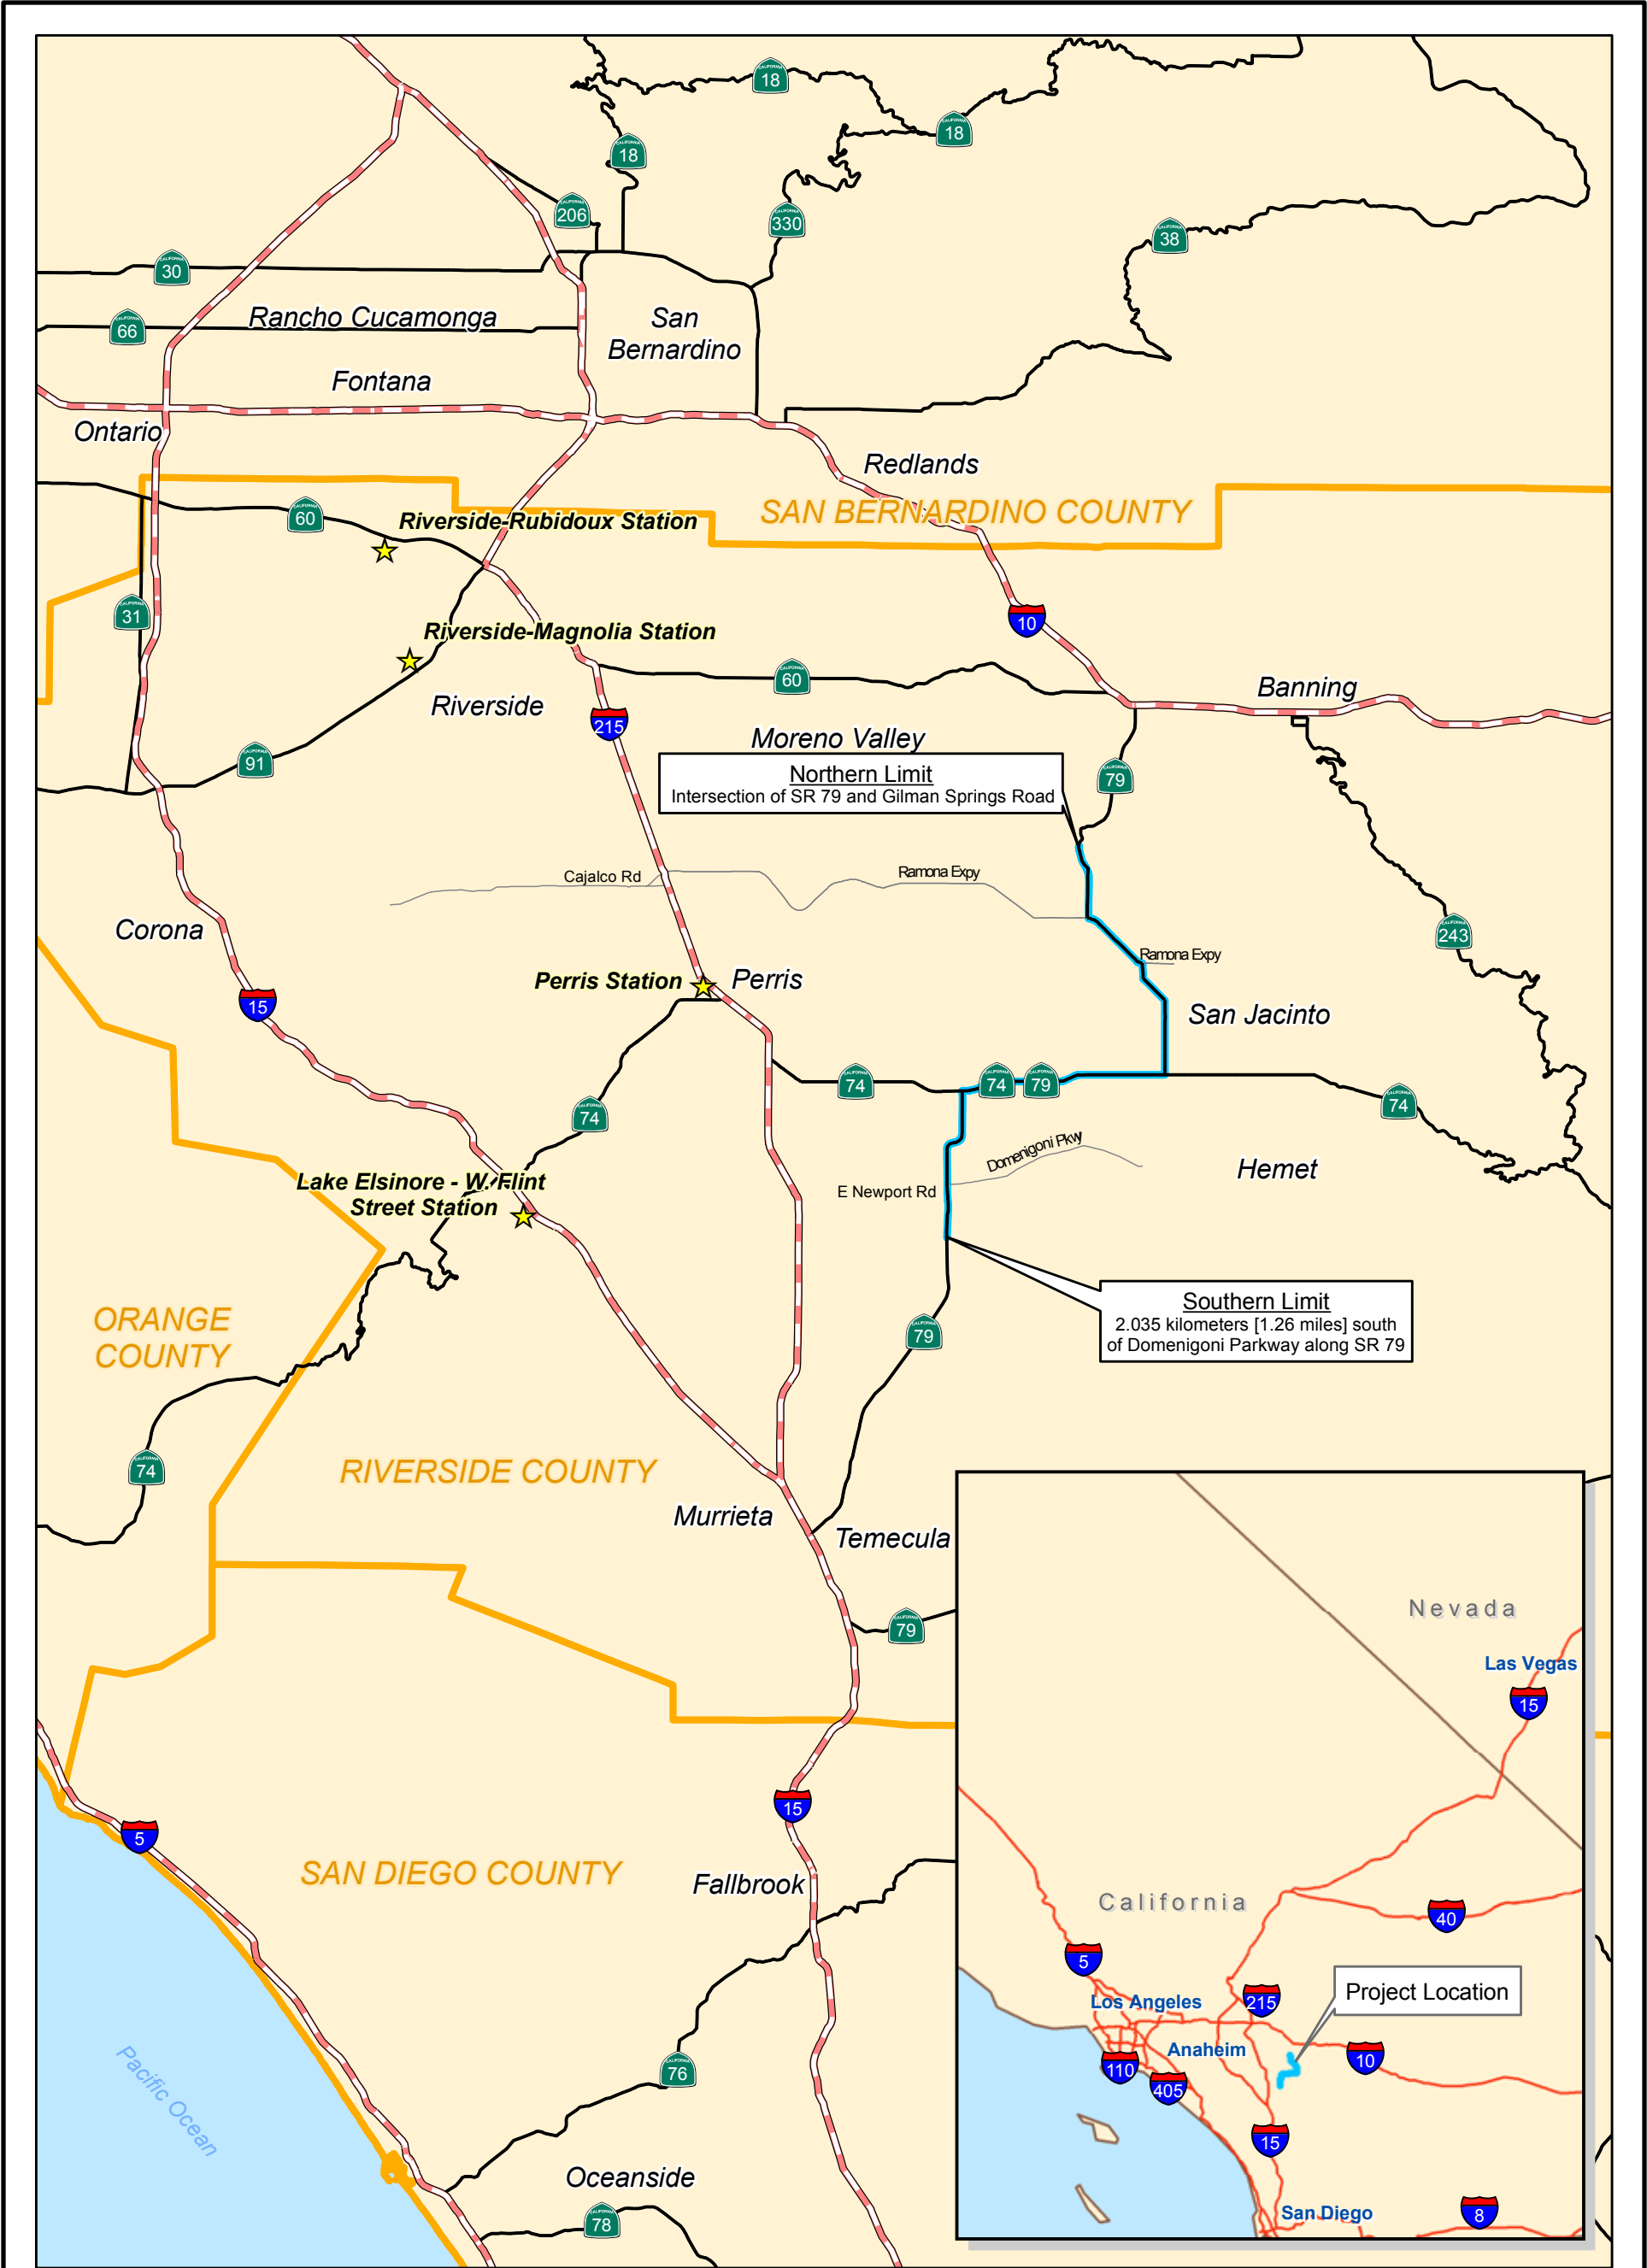 18
18
18
206
330
38
30
66
Rancho Cucamonga
San
Bernardino
Fontana
Ontario
Redlands
SAN BERNARDINO COUNTY
60
Riverside-Rubidoux Station
31
10
Riverside-Magnolia Station
60
Banning
Riverside
215
Moreno Valley
91
79
Northern Limit
Intersection of SR 79 and Gilman Springs Road
Cajalco Rd
Ramona Expy
Corona
243
Ramona Expy
Perris Station
Perris
15
San Jacinto
74
74
79
74
74
Domenigoni Pkwy
Hemet
Lake Elsinore - W. Flint
Street Station
E Newport Rd
Southern Limit
2.035 kilometers [1.26 miles] south
of Domenigoni Parkway along SR 79
ORANGE
COUNTY
79
74
RIVERSIDE COUNTY
Murrieta
Temecula
79
15
5
SAN DIEGO COUNTY
Fallbrook
Pacific Ocean
76
Oceanside
78
Nevada
Las Vegas
15
California
40
5
Project Location
Los Angeles
215
Anaheim
10
110
405
15
San Diego
8